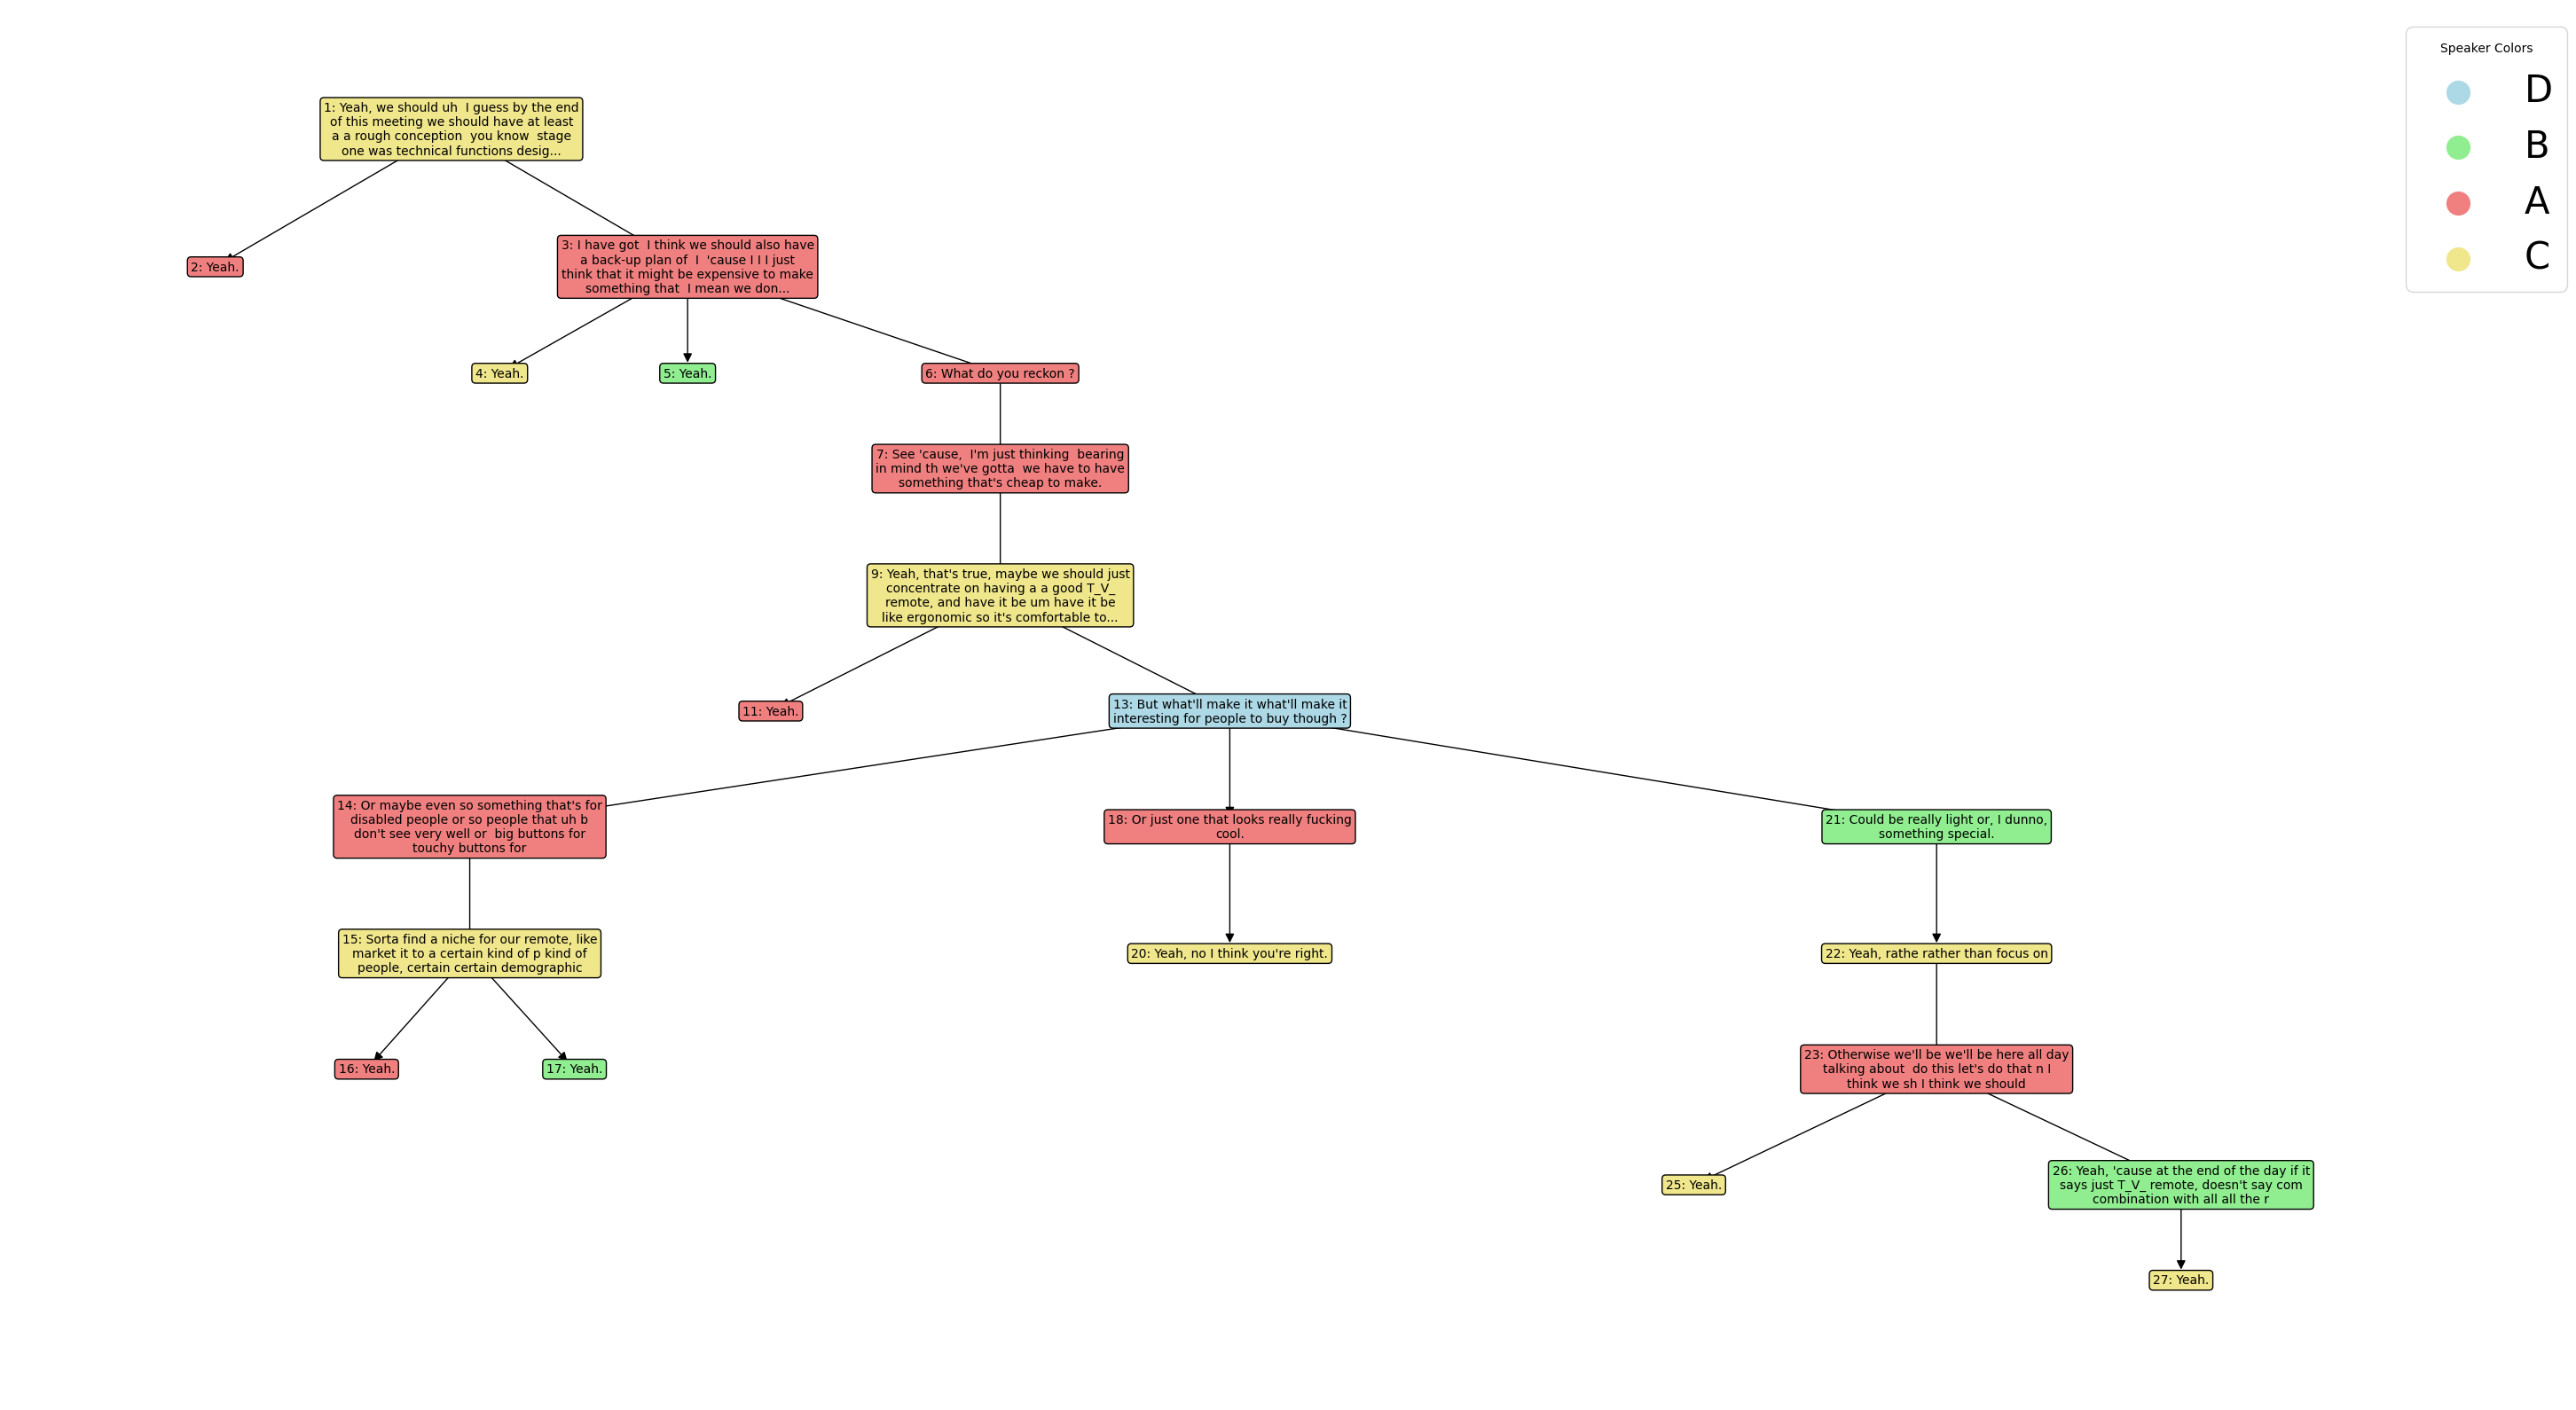 Speaker Colors
D
B
A
C
1: Yeah, we should uh  I guess by the end
of this meeting we should have at least
a a rough conception  you know  stage
one was technical functions desig...
2: Yeah.
3: I have got  I think we should also have
a back-up plan of  I  'cause I I I just
think that it might be expensive to make
something that  I mean we don...
4: Yeah.
5: Yeah.
6: What do you reckon ?
7: See 'cause,  I'm just thinking  bearing
in mind th we've gotta  we have to have
something that's cheap to make.
9: Yeah, that's true, maybe we should just
concentrate on having a a good T_V_
remote, and have it be um have it be
like ergonomic so it's comfortable to...
11: Yeah.
13: But what'll make it what'll make it
interesting for people to buy though ?
14: Or maybe even so something that's for
disabled people or so people that uh b
don't see very well or  big buttons for
touchy buttons for
18: Or just one that looks really fucking
cool.
21: Could be really light or, I dunno,
something special.
15: Sorta find a niche for our remote, like
market it to a certain kind of p kind of
people, certain certain demographic
20: Yeah, no I think you're right.
22: Yeah, rathe rather than focus on
16: Yeah.
17: Yeah.
23: Otherwise we'll be we'll be here all day
talking about  do this let's do that n I
think we sh I think we should
25: Yeah.
26: Yeah, 'cause at the end of the day if it
says just T_V_ remote, doesn't say com
combination with all all the r
27: Yeah.